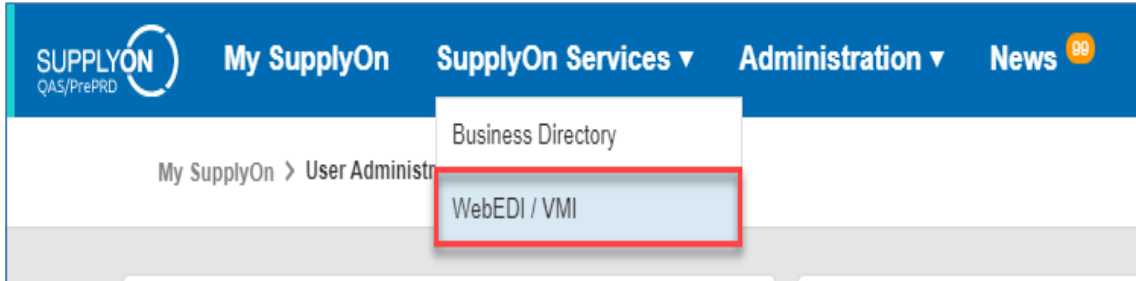 SUPPLYON
QAS/PrePRD
My SupplyOn SupplyOn Services ▾ Administration ▾ News 99
Business Directory
My SupplyOn > User Administr
WebEDI / VMI